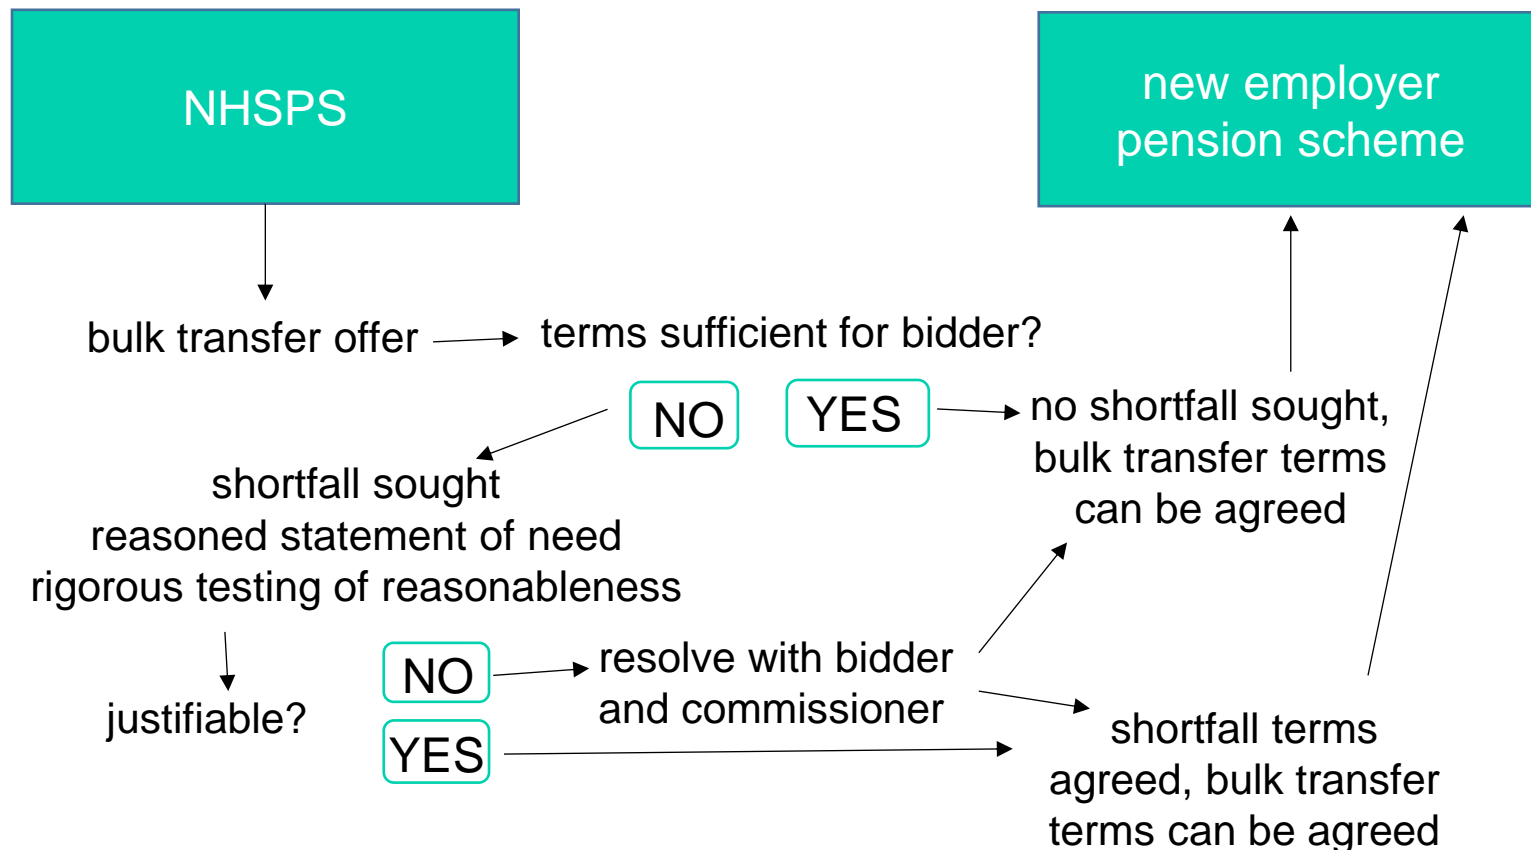 NHSPS
new employer
pension scheme
bulk transfer offer
terms sufficient for bidder?
NO
YES
no shortfall sought,
bulk transfer terms
can be agreed
shortfall sought
reasoned statement of need
rigorous testing of reasonableness
justifiable?
NO
YES
resolve with bidder
and commissioner
shortfall terms
agreed, bulk transfer
terms can be agreed